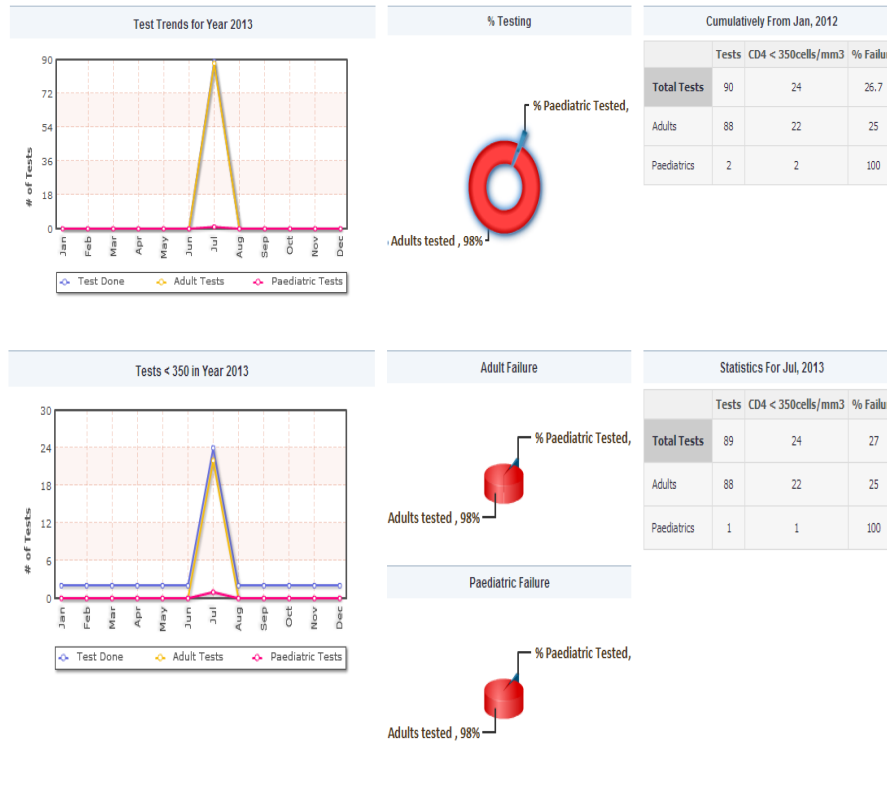 Test Trends for Year 2013
# of Tests
90
72
54
36
18
0
Jan Feb Mar Apr May Jun Jul Aug Sep Oct Nov Dec
Test Done Adult Tests Paediatric Tests
% Testing
% Paediatric Tested,
Adults tested , 98%
Cumulatively From Jan, 2012
Tests CD4 < 350cells/mm3 % Failu
Total Tests 90 24 26.7
Adults 88 22 25
Paediatrics 2 2 100
Tests < 350 in Year 2013
# of Tests
30
24
18
12
6
0
Jan Feb Mar Apr May Jun Jul Aug Sep Oct Nov Dec
Test Done Adult Tests Paediatric Tests
Adult Failure
% Paediatric Tested,
Adults tested , 98%
Paediatric Failure
% Paediatric Tested,
Adults tested , 98%
Statistics For Jul, 2013
Tests CD4 < 350cells/mm3 % Failu
Total Tests 89 24 27
Adults 88 22 25
Paediatrics 1 1 100